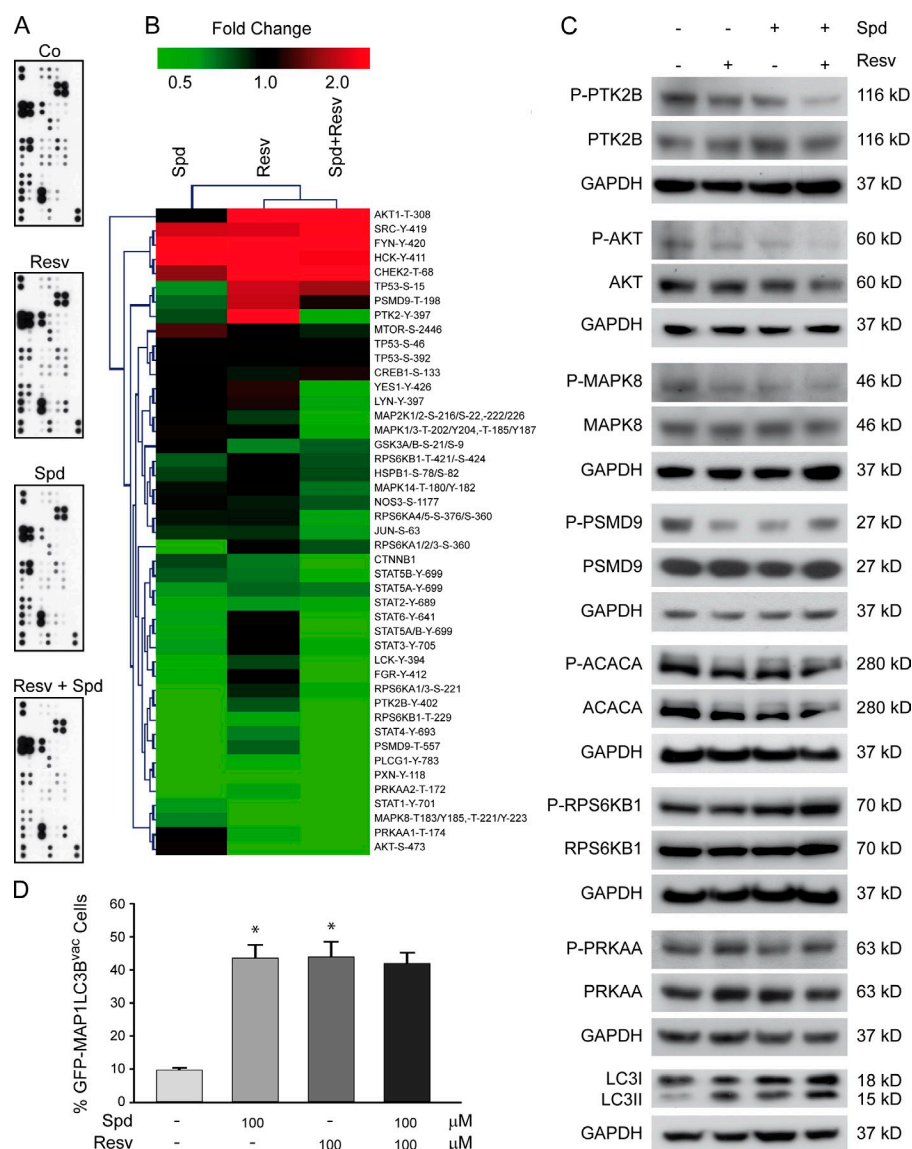 A
Co
Resv
Spd
Resv + Spd
B
Fold Change
0.5 1.0 2.0
Spd Resv Spd+Resv
AKT1-T-308
SRC-Y-419
FYN-Y-420
HCK-Y-411
CHEK2-T-68
TP53-S-15
PSMD9-T-198
PTK2-Y-397
MTOR-S-2446
TP53-S-46
TP53-S-392
CREB1-S-133
YES1-Y-426
LYN-Y-397
MAP2K1/2-S-216/S-22,-222/226
MAPK1/3-T-202/Y204,-T-185/Y187
GSK3A/B-S-21/S-9
RPS6KB1-T-421/-S-424
HSPB1-S-78/S-82
MAPK14-T-180/Y-182
NOS3-S-1177
RPS6KA4/5-S-376/S-360
JUN-S-63
RPS6KA1/2/3-S-360
CTNNB1
STAT5B-Y-699
STAT5A-Y-699
STAT2-Y-689
STAT6-Y-641
STAT5A/B-Y-699
STAT3-Y-705
LCK-Y-394
FGR-Y-412
RPS6KA1/3-S-221
PTK2B-Y-402
RPS6KB1-T-229
STAT4-Y-693
PSMD9-T-557
PLCG1-Y-783
PXN-Y-118
PRKAA2-T-172
STAT1-Y-701
MAPK8-T183/Y185,-T-221/Y-223
PRKAA1-T-174
AKT-S-473
C
- - + + Spd
- + - + Resv
P-PTK2B 116 kD
PTK2B 116 kD
GAPDH 37 kD
P-AKT 60 kD
AKT 60 kD
GAPDH 37 kD
P-MAPK8 46 kD
MAPK8 46 kD
GAPDH 37 kD
P-PSMD9 27 kD
PSMD9 27 kD
GAPDH 37 kD
P-ACACA 280 kD
ACACA 280 kD
GAPDH 37 kD
P-RPS6KB1 70 kD
RPS6KB1 70 kD
GAPDH 37 kD
P-PRKAA 63 kD
PRKAA 63 kD
GAPDH 37 kD
LC3I 18 kD
LC3II 15 kD
GAPDH 37 kD
D
% GFP-MAP1LC3Bvac Cells
60
50
40
30
20
10
0
* *
Spd - 100 - 100 µM
Resv - - 100 100 µM